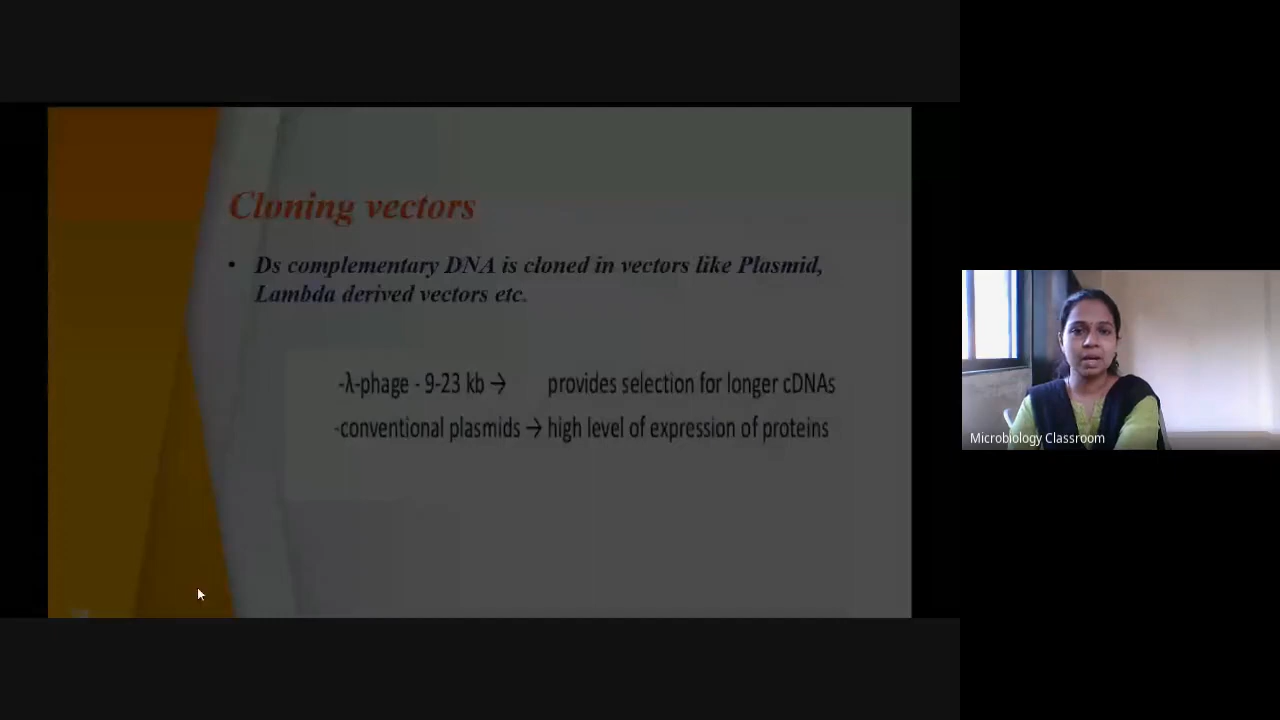 Cloning vectors
• Ds complementary DNA is cloned in vectors like Plasmid,
Lambda derived vectors etc.
-λ-phage - 9-23 kb → provides selection for longer cDNAs
-conventional plasmids → high level of expression of proteins
Microbiology Classroom